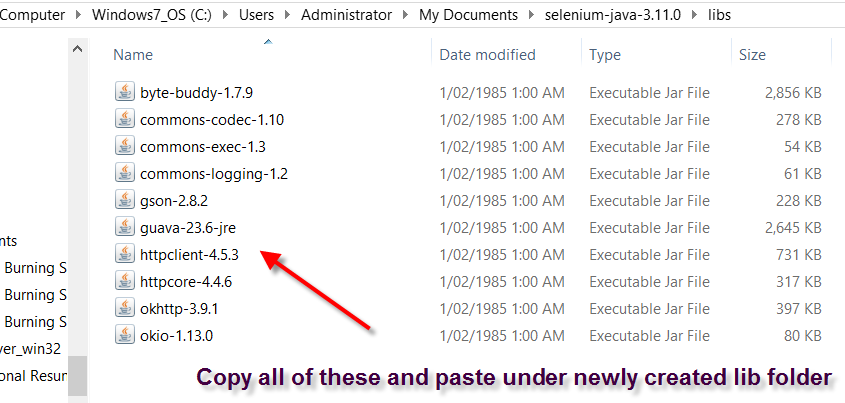 Computer Windows7_OS (C:) Users Administrator My Documents selenium-java-3.11.0 libs
Name Date modified Type Size
byte-buddy-1.7.9 1/02/1985 1:00 AM Executable Jar File 2,856 KB
commons-codec-1.10 1/02/1985 1:00 AM Executable Jar File 278 KB
commons-exec-1.3 1/02/1985 1:00 AM Executable Jar File 54 KB
commons-logging-1.2 1/02/1985 1:00 AM Executable Jar File 61 KB
gson-2.8.2 1/02/1985 1:00 AM Executable Jar File 228 KB
guava-23.6-jre 1/02/1985 1:00 AM Executable Jar File 2,645 KB
nts
httpclient-4.5.3 1/02/1985 1:00 AM Executable Jar File 731 KB
Burning S
httpcore-4.4.6 1/02/1985 1:00 AM Executable Jar File 317 KB
Burning S
okhttp-3.9.1 1/02/1985 1:00 AM Executable Jar File 397 KB
Burning S
okio-1.13.0 1/02/1985 1:00 AM Executable Jar File 80 KB
ver_win32
onal Resun
Copy all of these and paste under newly created lib folder